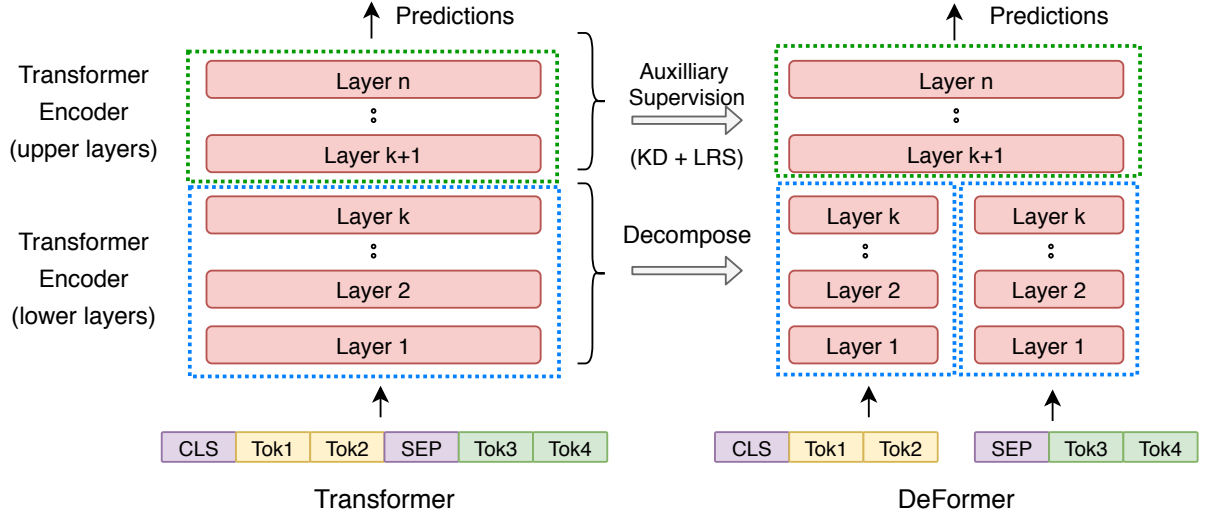 Predictions
Predictions
Transformer
Encoder
(upper layers)
Layer n
Layer k+1
Auxilliary
Supervision
(KD + LRS)
Layer n
Layer k+1
Transformer
Encoder
(lower layers)
Layer k
Layer 2
Layer 1
Decompose
Layer k
Layer 2
Layer 1
Layer k
Layer 2
Layer 1
CLS Tok1 Tok2 SEP Tok3 Tok4
CLS Tok1 Tok2
SEP Tok3 Tok4
Transformer
DeFormer